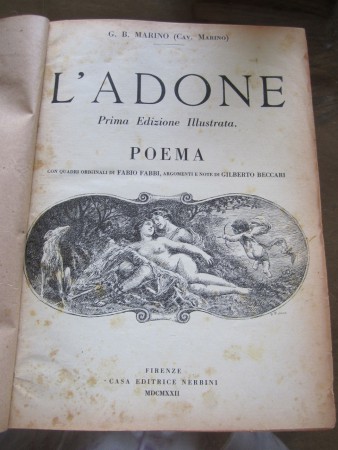 G. B. MARINO (CAV. MARINO)
L'ADONE
Prima Edizione Illustrata.
POEMA
CON QUADRI ORIGINALI DI FABIO FABBI, ARGOMENTI E NOTE DI GILBERTO BECCARI
FIRENZE
CASA EDITRICE NERBINI
MDCMXXII